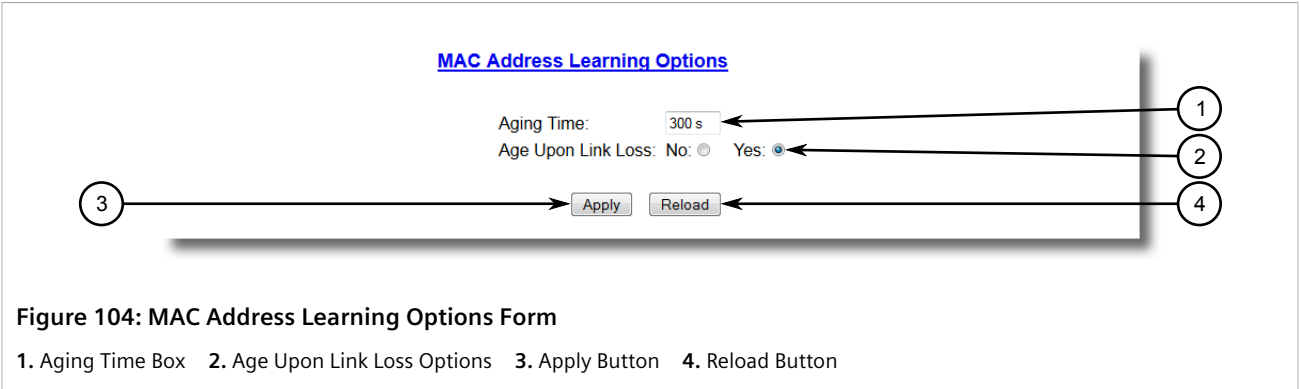 MAC Address Learning Options
Aging Time: 300 s
1
Age Upon Link Loss: No: Yes:
2
3
Apply Reload
4
Figure 104: MAC Address Learning Options Form
1. Aging Time Box 2. Age Upon Link Loss Options 3. Apply Button 4. Reload Button